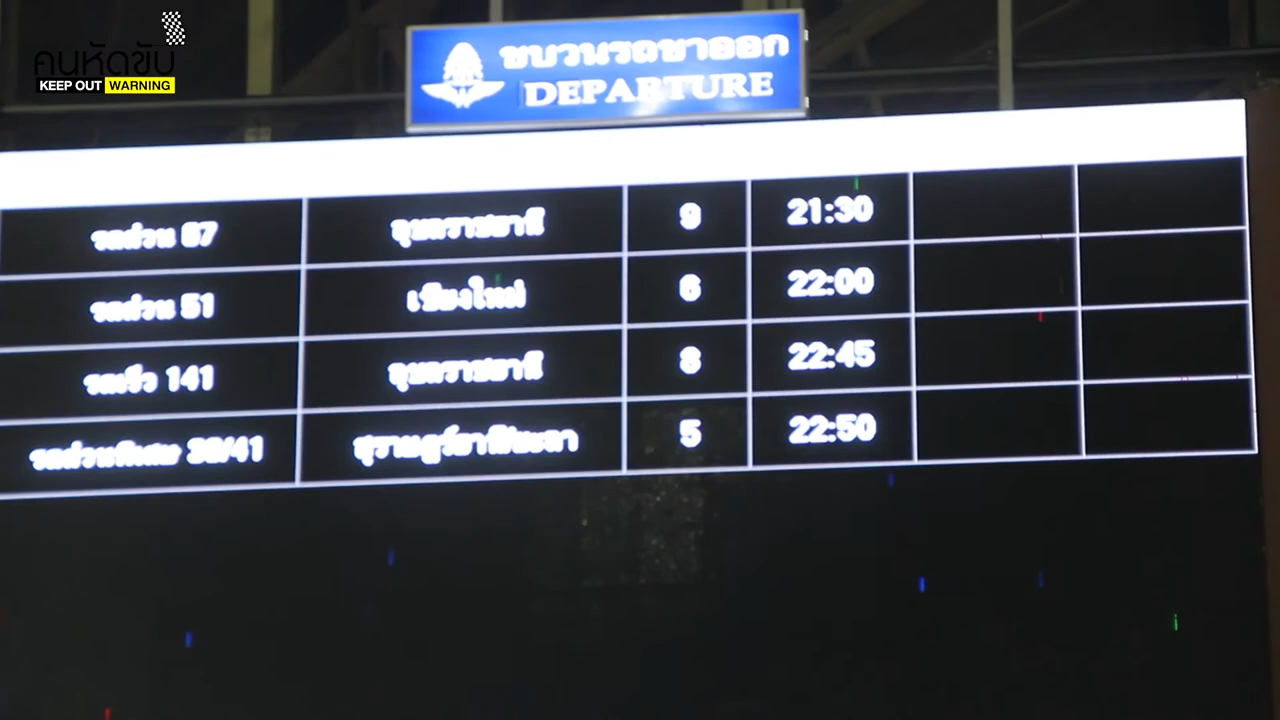 คนหัดขับ
KEEP OUT WARNING
ขบวนรถขาออก
DEPARTURE
รถด่วน 67 อุบลราชธานี 9 21:30
รถด่วน 51 เชียงใหม่ 6 22:00
รถเร็ว 141 อุบลราชธานี 8 22:45
รถด่วนพิเศษ 39/41 สุราษฎร์ธานี/ยะลา 5 22:50